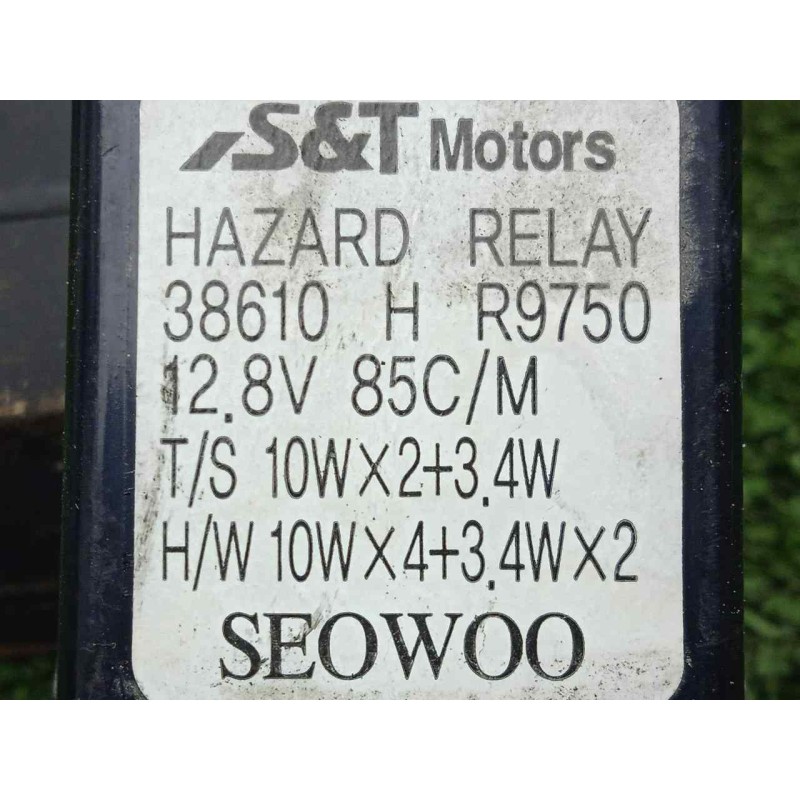 S&T Motors
HAZARD RELAY
38610 H R9750
12.8V 85C/M
T/S 10W×2+3.4W
H/W 10W×4+3.4W×2
SEOWOO